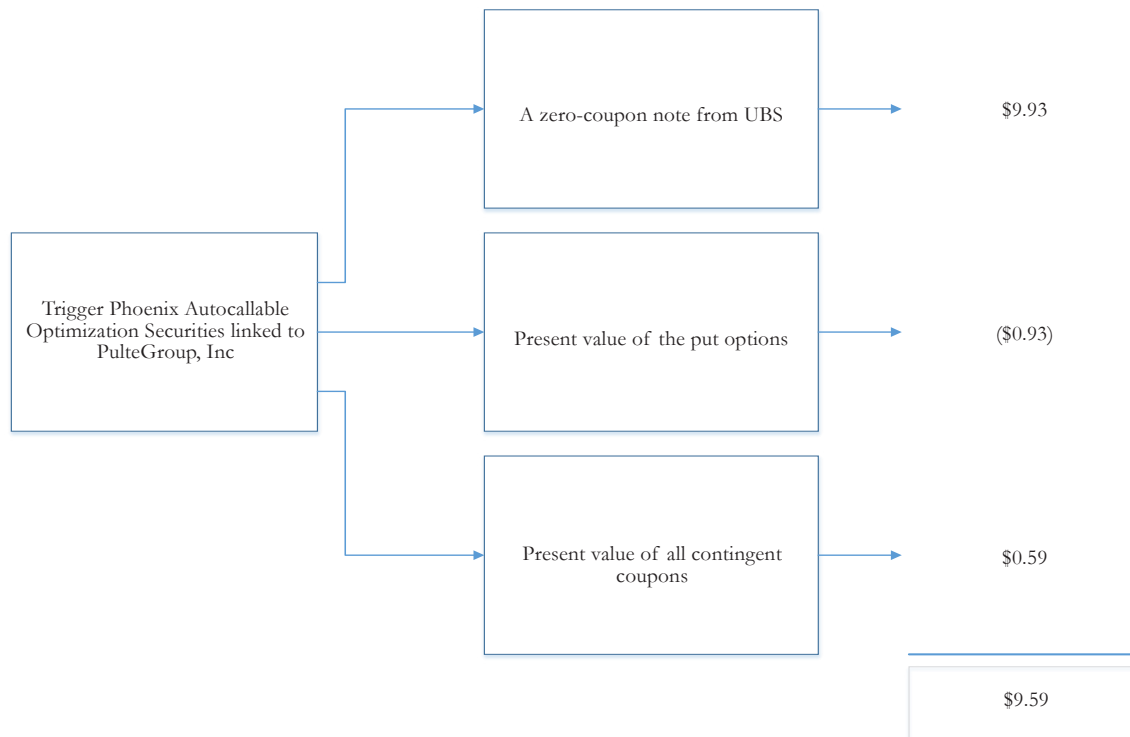 A zero-coupon note from UBS
$9.93
Trigger Phoenix Autocallable
Optimization Securities linked to
PulteGroup, Inc
Present value of the put options
($0.93)
Present value of all contingent
coupons
$0.59
$9.59